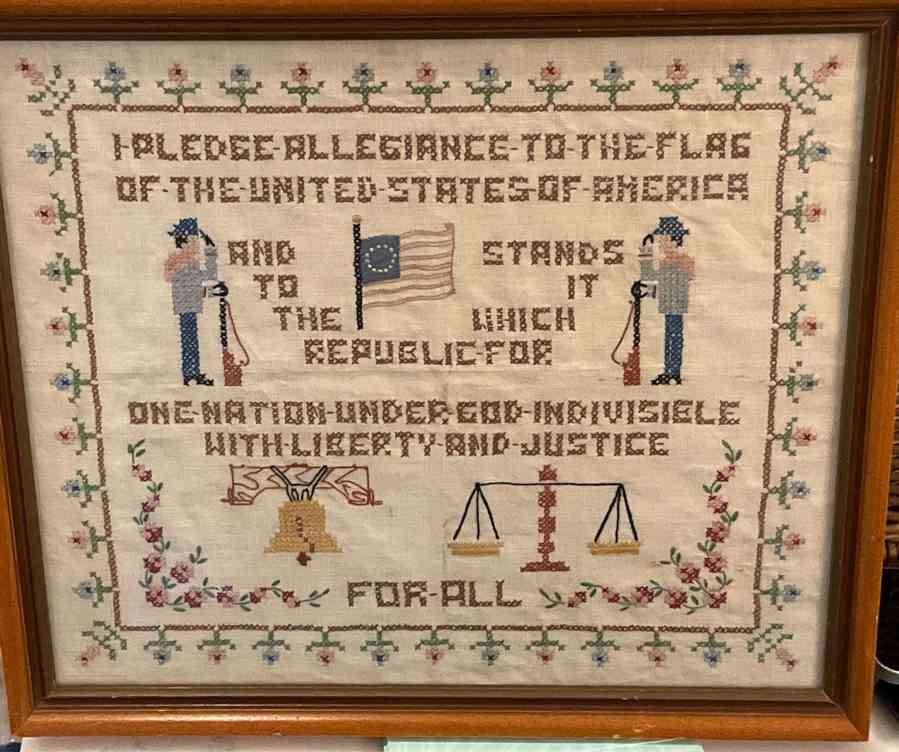 I-PLEDGE-ALLEGIANCE-TO-THE-FLAG
OF-THE-UNITED-STATES-OF-AMERICA
AND STANDS
TO IT
THE WHICH
REPUBLIC-FOR
ONE-NATION-UNDER-GOD-INDIVISIBLE
WITH-LIBERTY-AND-JUSTICE
FOR-ALL